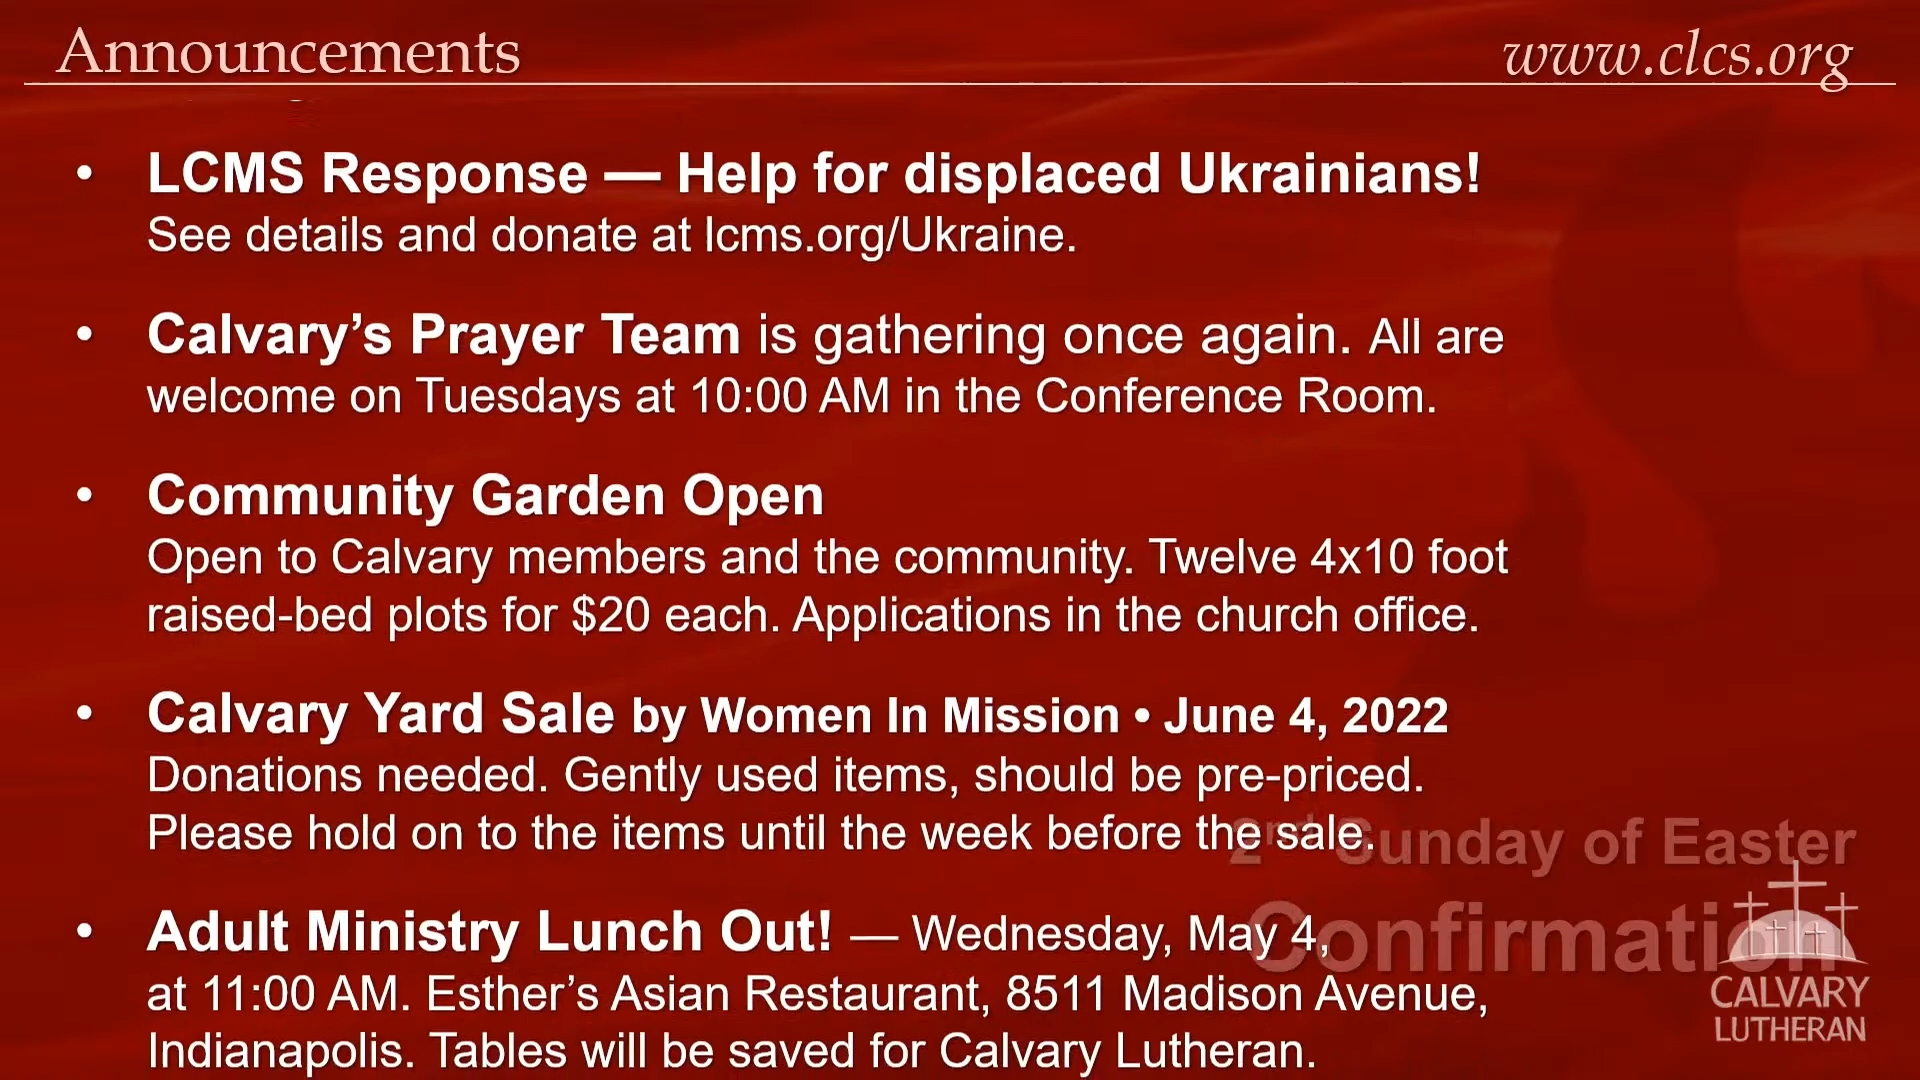 Announcements
www.clcs.org
• LCMS Response — Help for displaced Ukrainians!
See details and donate at lcms.org/Ukraine.
• Calvary’s Prayer Team is gathering once again. All are
welcome on Tuesdays at 10:00 AM in the Conference Room.
• Community Garden Open
Open to Calvary members and the community. Twelve 4x10 foot
raised-bed plots for $20 each. Applications in the church office.
• Calvary Yard Sale by Women In Mission • June 4, 2022
Donations needed. Gently used items, should be pre-priced.
Please hold on to the items until the week before the sale.
• Adult Ministry Lunch Out! — Wednesday, May 4,
at 11:00 AM. Esther’s Asian Restaurant, 8511 Madison Avenue,
Indianapolis. Tables will be saved for Calvary Lutheran.
Sunday of Easter
Confirmation
CALVARY
LUTHERAN